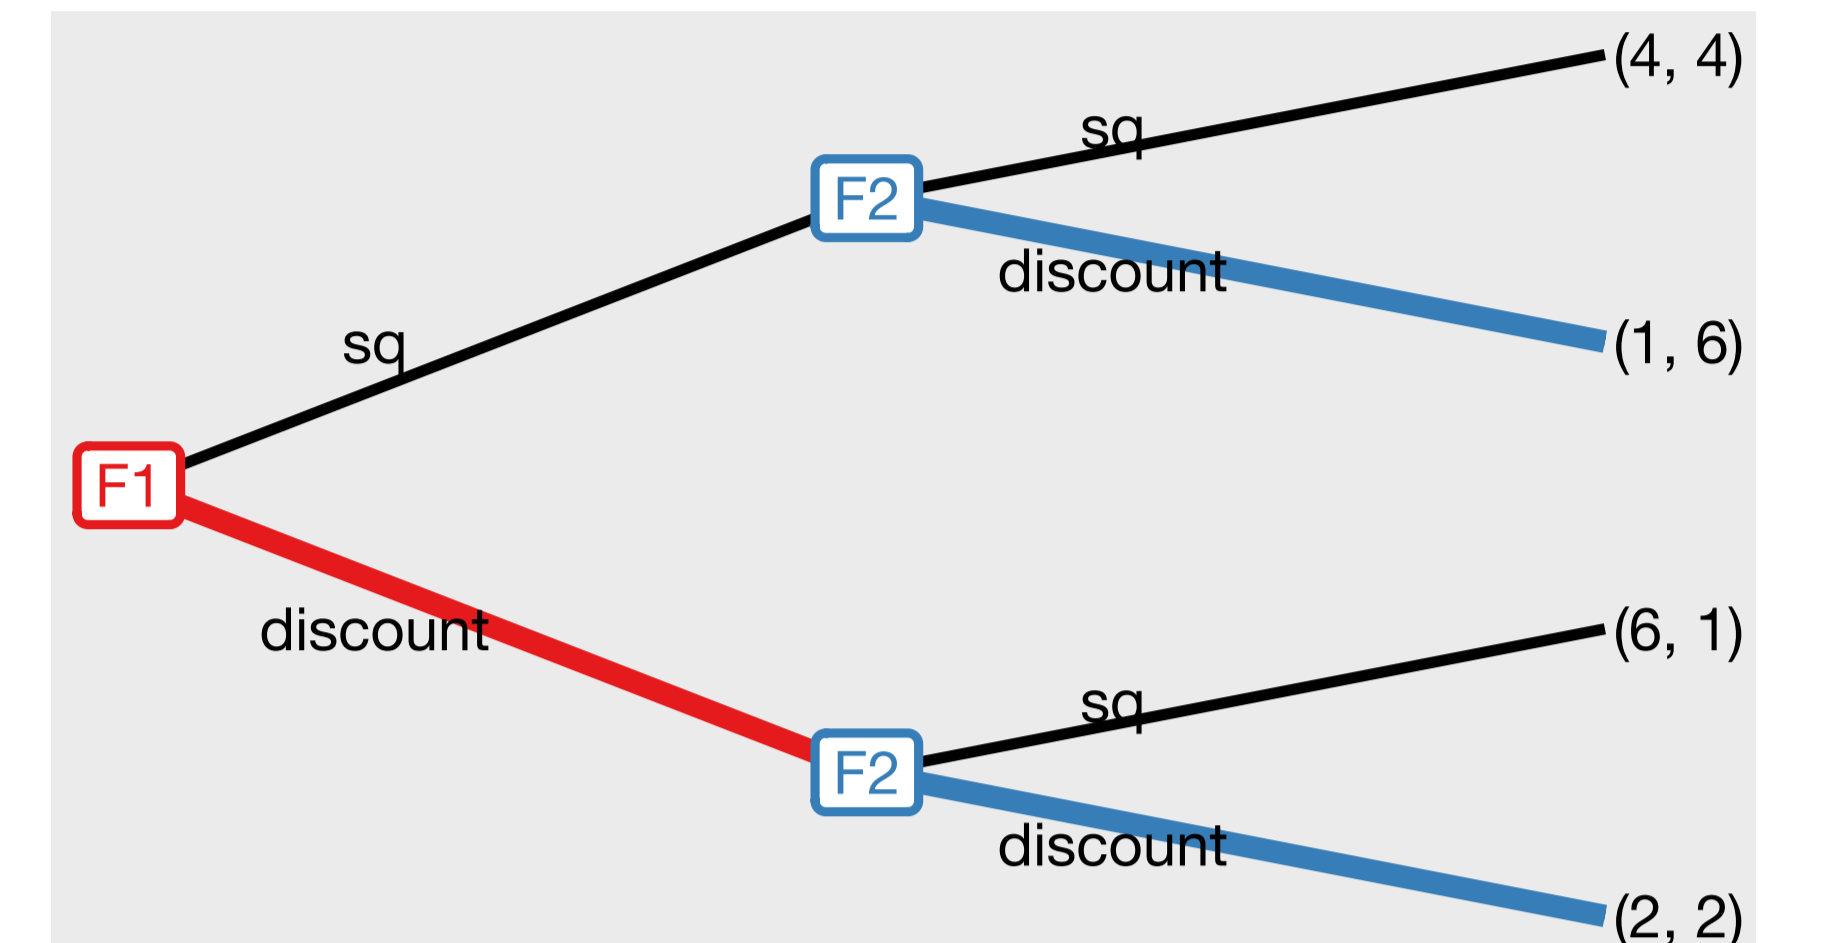 (4, 4)
sq
F2
discount
(1, 6)
sq
F1
discount
(6, 1)
sq
F2
discount
(2, 2)